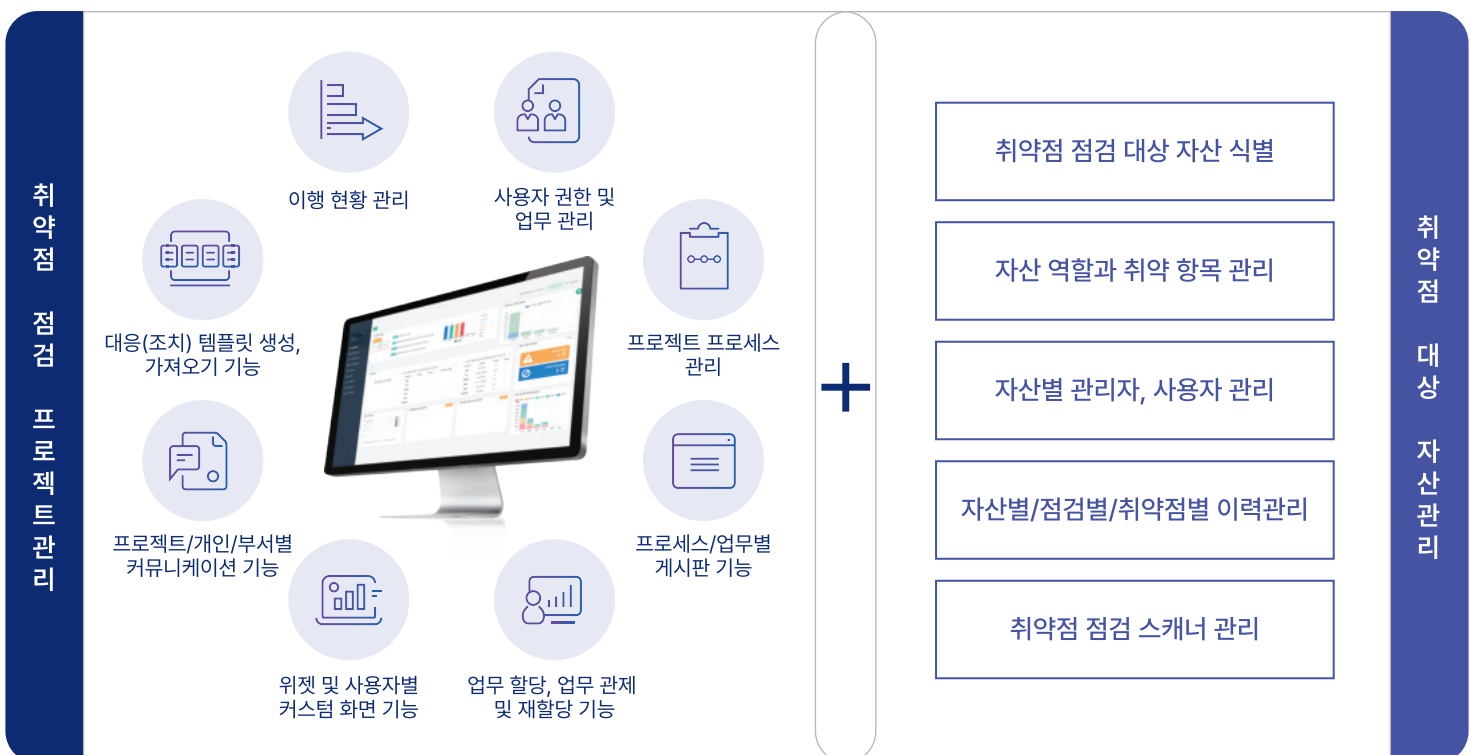 취약점 점검 프로젝트관리
이행 현황 관리
사용자 권한 및
업무 관리
대응(조치) 템플릿 생성,
가져오기 기능
프로젝트 프로세스
관리
프로젝트/개인/부서별
커뮤니케이션 기능
프로세스/업무별
게시판 기능
위젯 및 사용자별
커스텀 화면 기능
업무 할당, 업무 관제
및 재할당 기능
+
취약점 점검 대상 자산 식별
자산 역할과 취약 항목 관리
자산별 관리자, 사용자 관리
자산별/점검별/취약점별 이력관리
취약점 점검 스캐너 관리
취약점 대상 자산관리